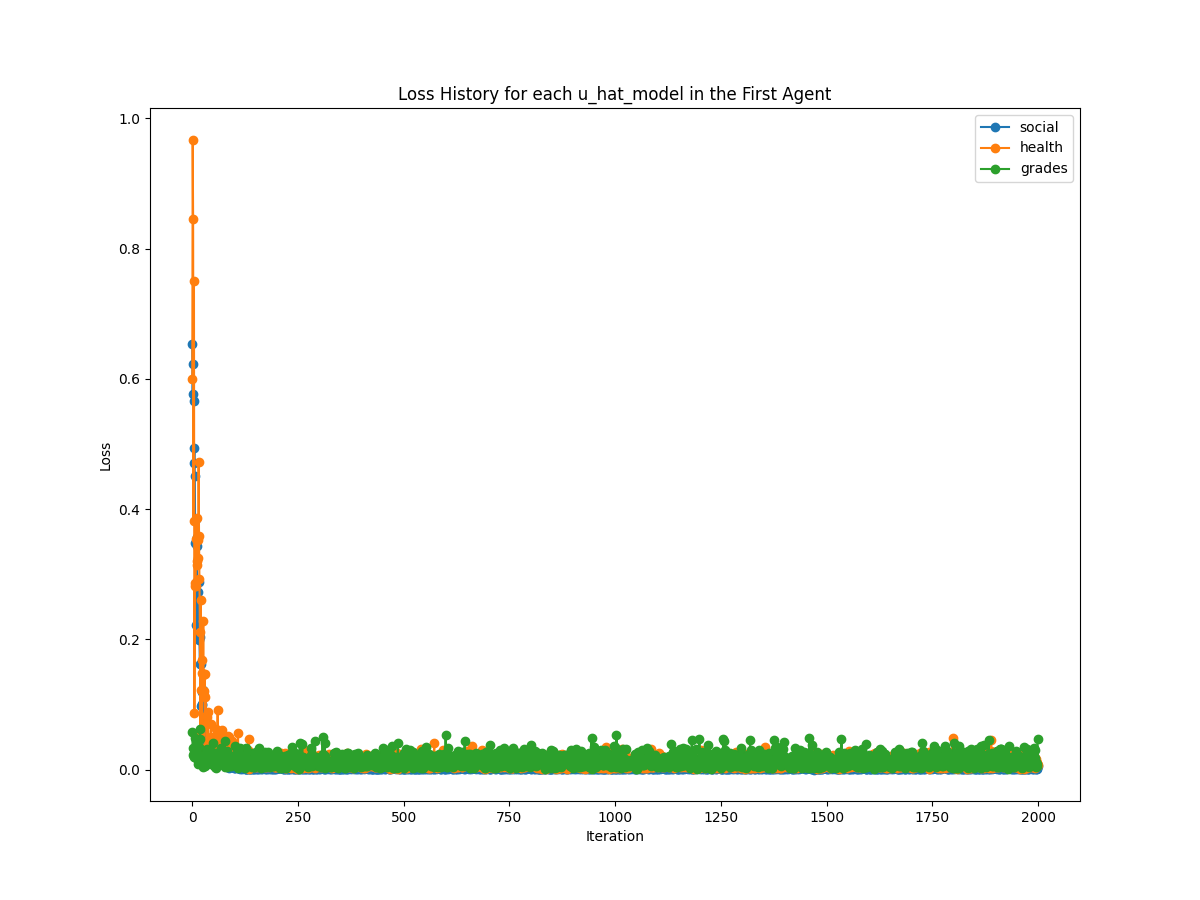 Loss History for each u_hat_model in the First Agent
social
health
grades
1.0
0.8
0.6
0.4
0.2
0.0
Loss
0 250 500 750 1000 1250 1500 1750 2000
Iteration